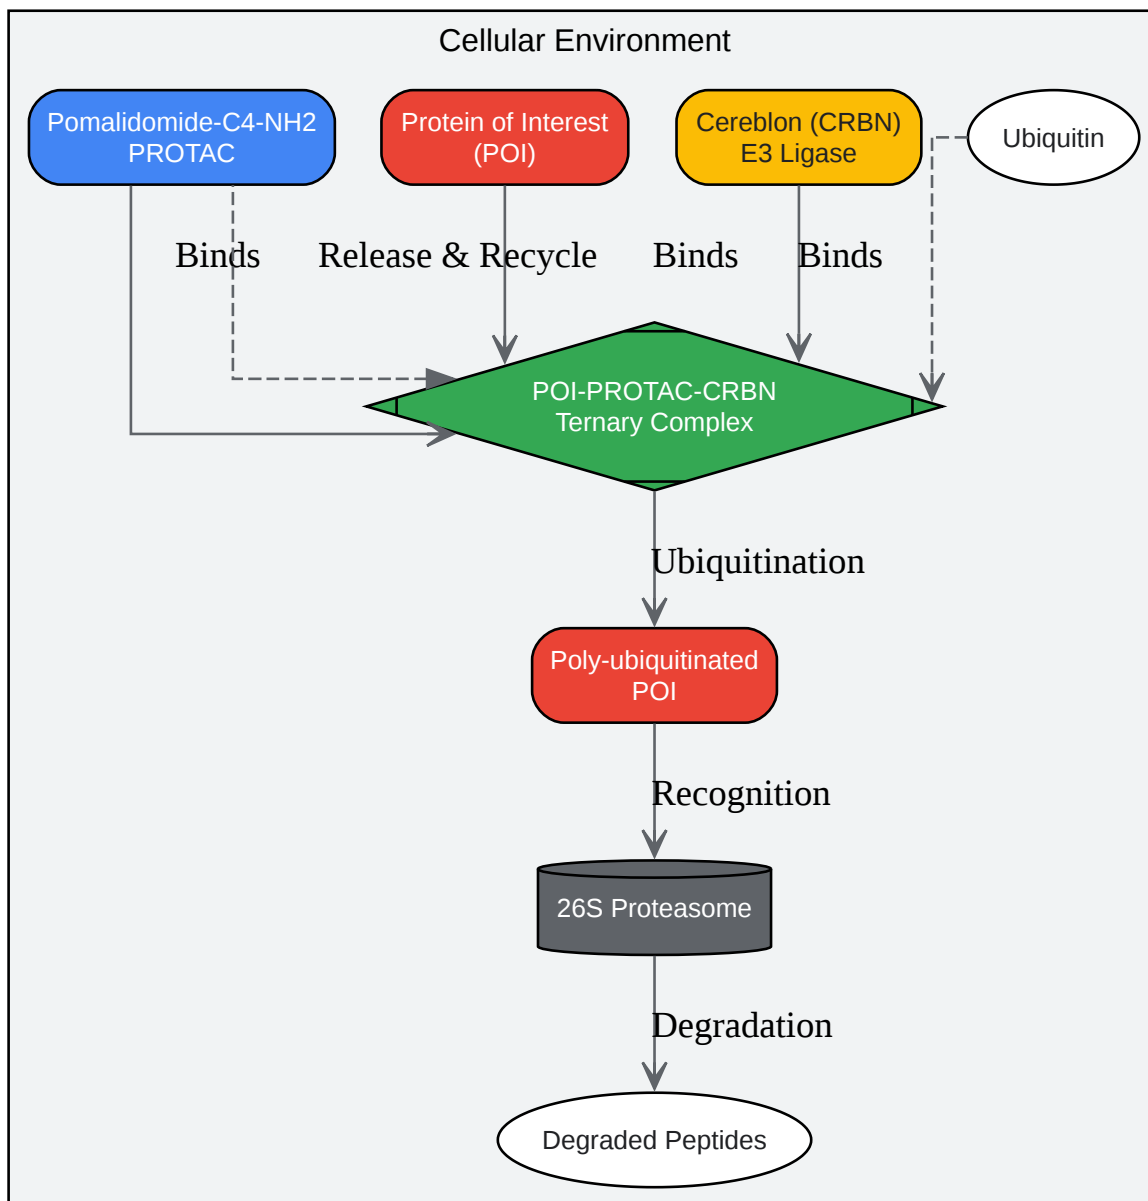 Cellular Environment
Pomalidomide-C4-NH2
PROTAC
Protein of Interest
(POI)
Cereblon (CRBN)
E3 Ligase
Ubiquitin
Binds
Release & Recycle
Binds
Binds
POI-PROTAC-CRBN
Ternary Complex
Ubiquitination
Poly-ubiquitinated
POI
Recognition
26S Proteasome
Degradation
Degraded Peptides